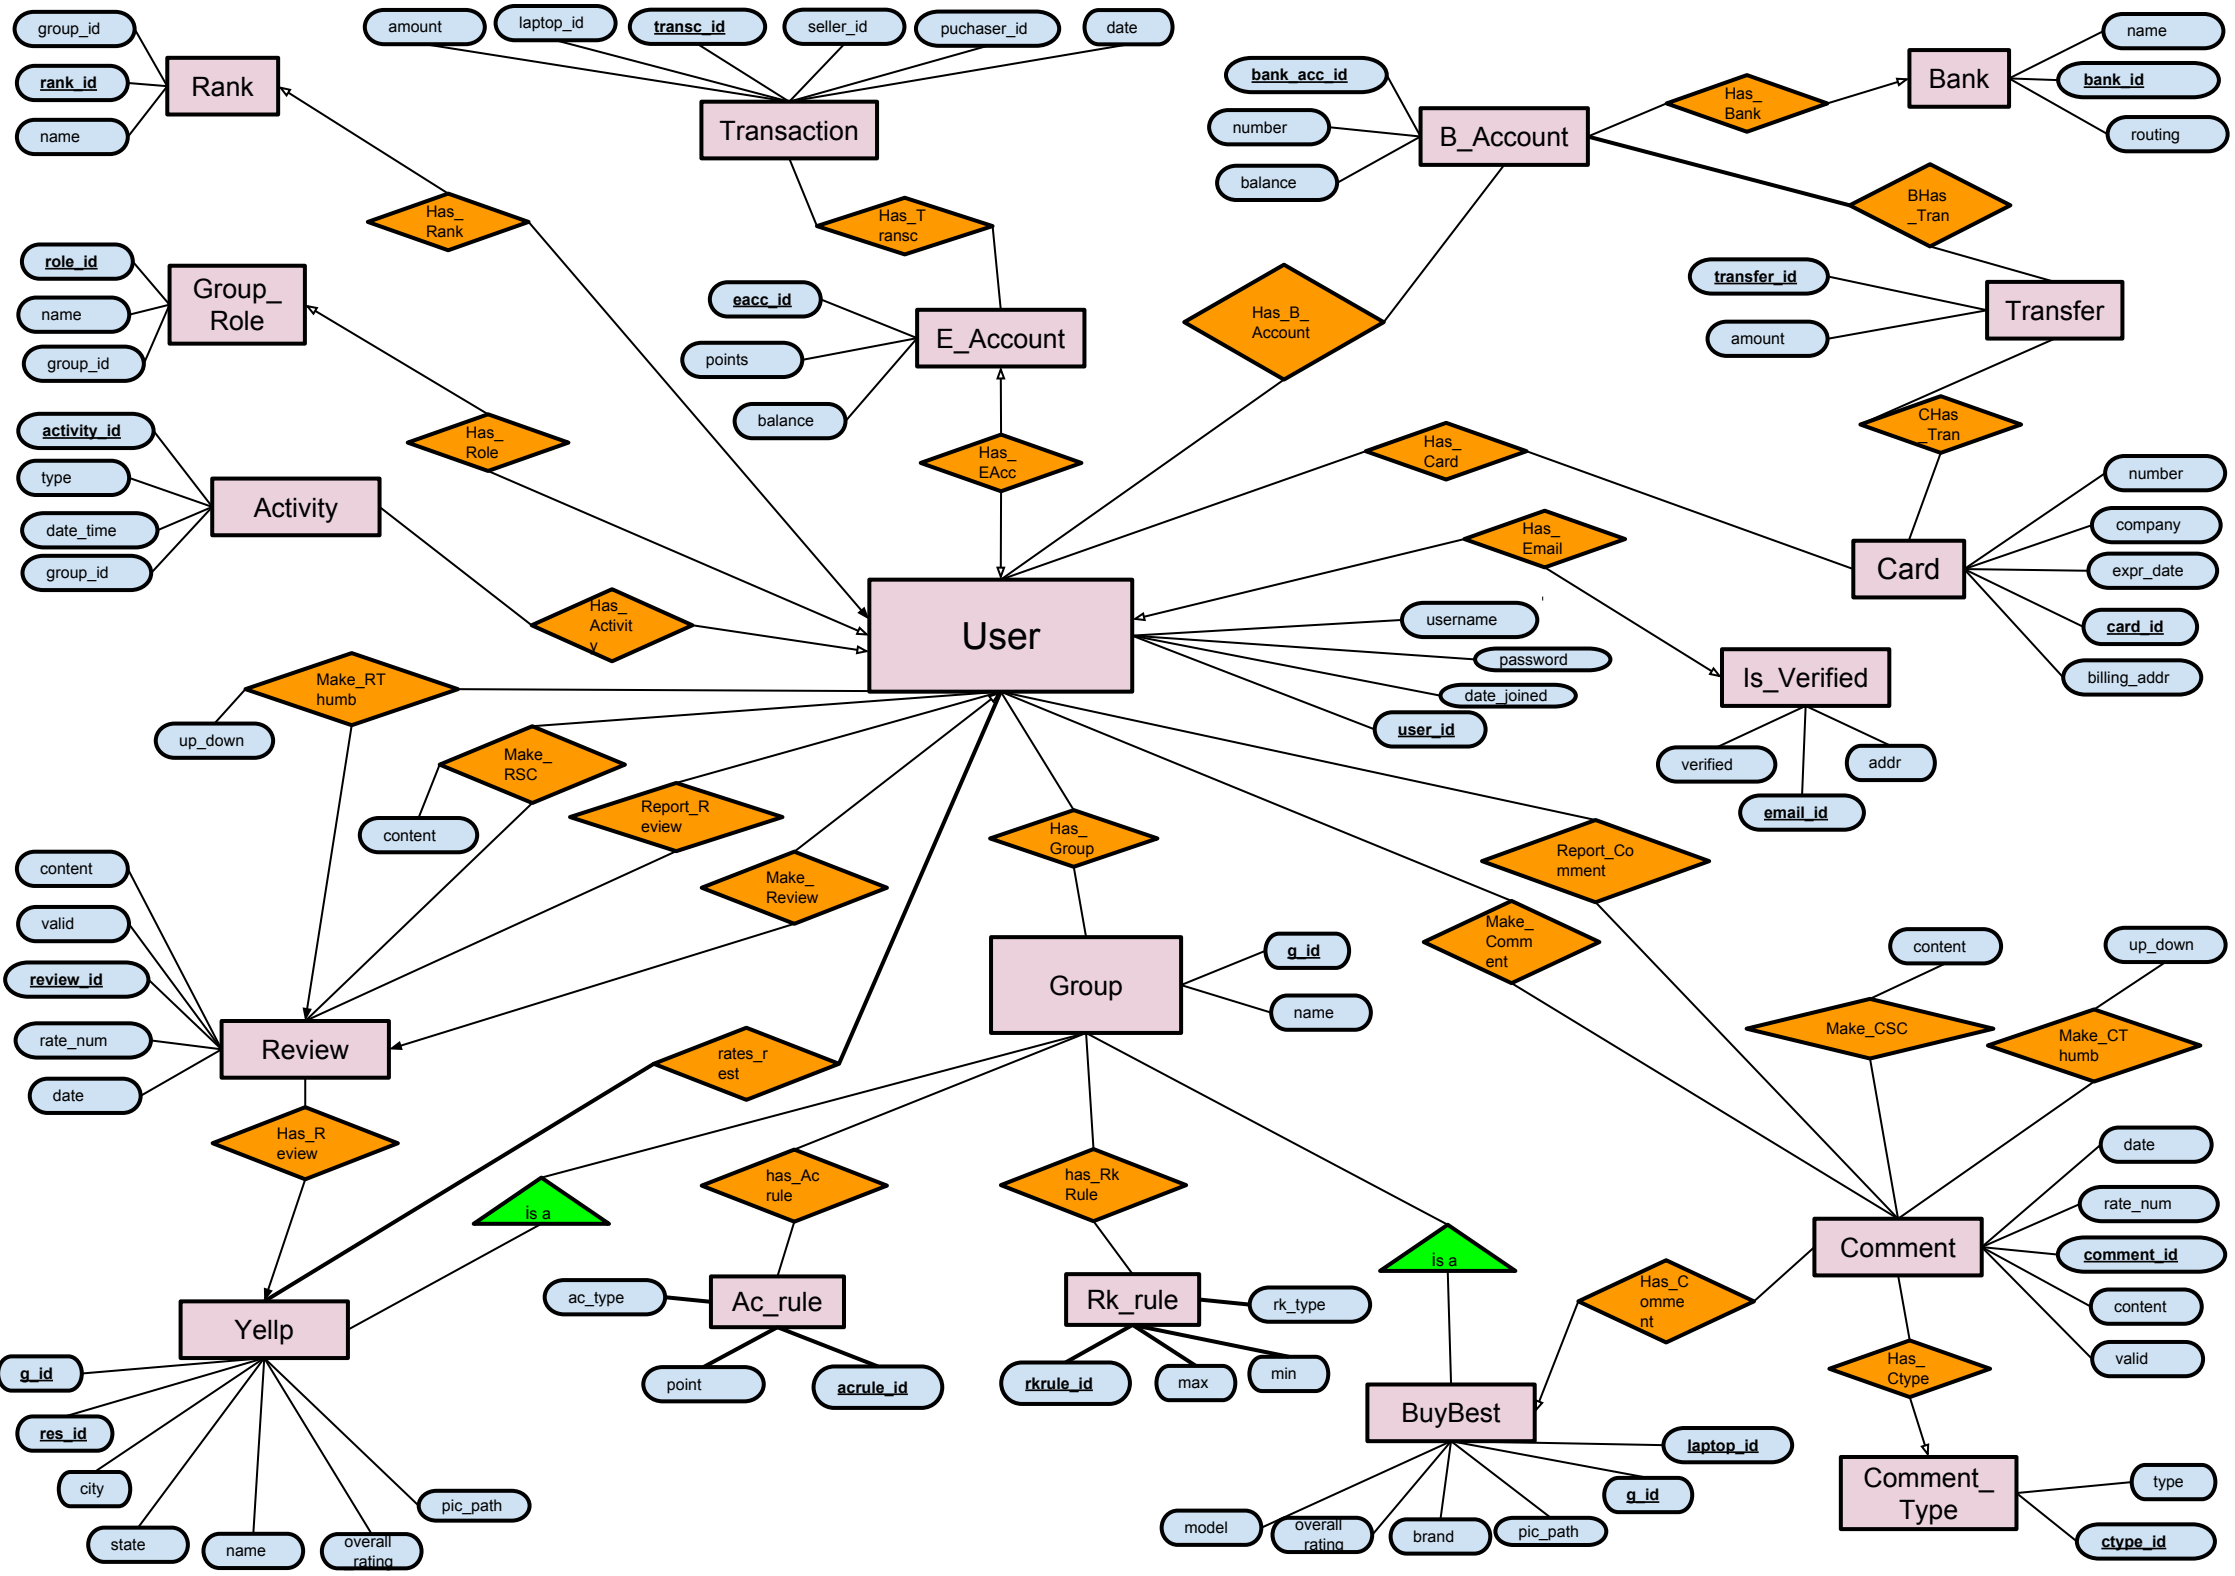 group_id
rank_id
name
Rank
amount
laptop_id
transc_id
seller_id
puchaser_id
date
Transaction
bank_acc_id
number
balance
B_Account
Has_
Bank
Bank
name
bank_id
routing
Has_
Rank
Has_T
ransc
BHas
_Tran
role_id
name
group_id
Group_
Role
eacc_id
points
balance
E_Account
Has_B_
Account
transfer_id
amount
Transfer
activity_id
type
date_time
group_id
Activity
Has_
Role
Has_
EAcc
Has_
Card
CHas
_Tran
number
company
expr_date
card_id
billing_addr
Card
Has_
Email
Has_
Activit
y
User
username
password
date_joined
user_id
Is_Verified
verified
addr
email_id
Make_RT
humb
up_down
Make_
RSC
content
Report_R
eview
Make_
Review
Has_
Group
Report_Co
mment
Make_
Comm
ent
content
valid
review_id
rate_num
date
Review
Group
g_id
name
content
up_down
Make_CSC
Make_CT
humb
rates_r
est
Has_R
eview
is a
has_Ac
rule
has_Rk
Rule
is a
date
rate_num
comment_id
content
valid
Comment
Has_C
omme
nt
Has_
Ctype
Yellp
ac_type
Ac_rule
point
acrule_id
Rk_rule
rk_type
rkrule_id
max
min
BuyBest
g_id
res_id
city
state
name
overall
_rating
pic_path
laptop_id
g_id
model
overall
rating
brand
pic_path
Comment_
Type
type
ctype_id